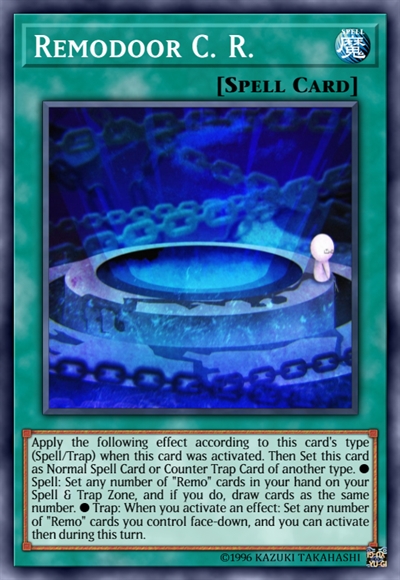 REMODOOR C. R.
SPELL
魔
[SPELL CARD]
Apply the following effect according to this card's type
(Spell/Trap) when this card was activated. Then Set this card
as Normal Spell Card or Counter Trap Card of another type. ●
Spell: Set any number of "Remo" cards in your hand on your
Spell & Trap Zone, and if you do, draw cards as the same
number. ● Trap: When you activate an effect: Set any number
of "Remo" cards you control face-down, and you can activate
then during this turn.
©1996 KAZUKI TAKAHASHI